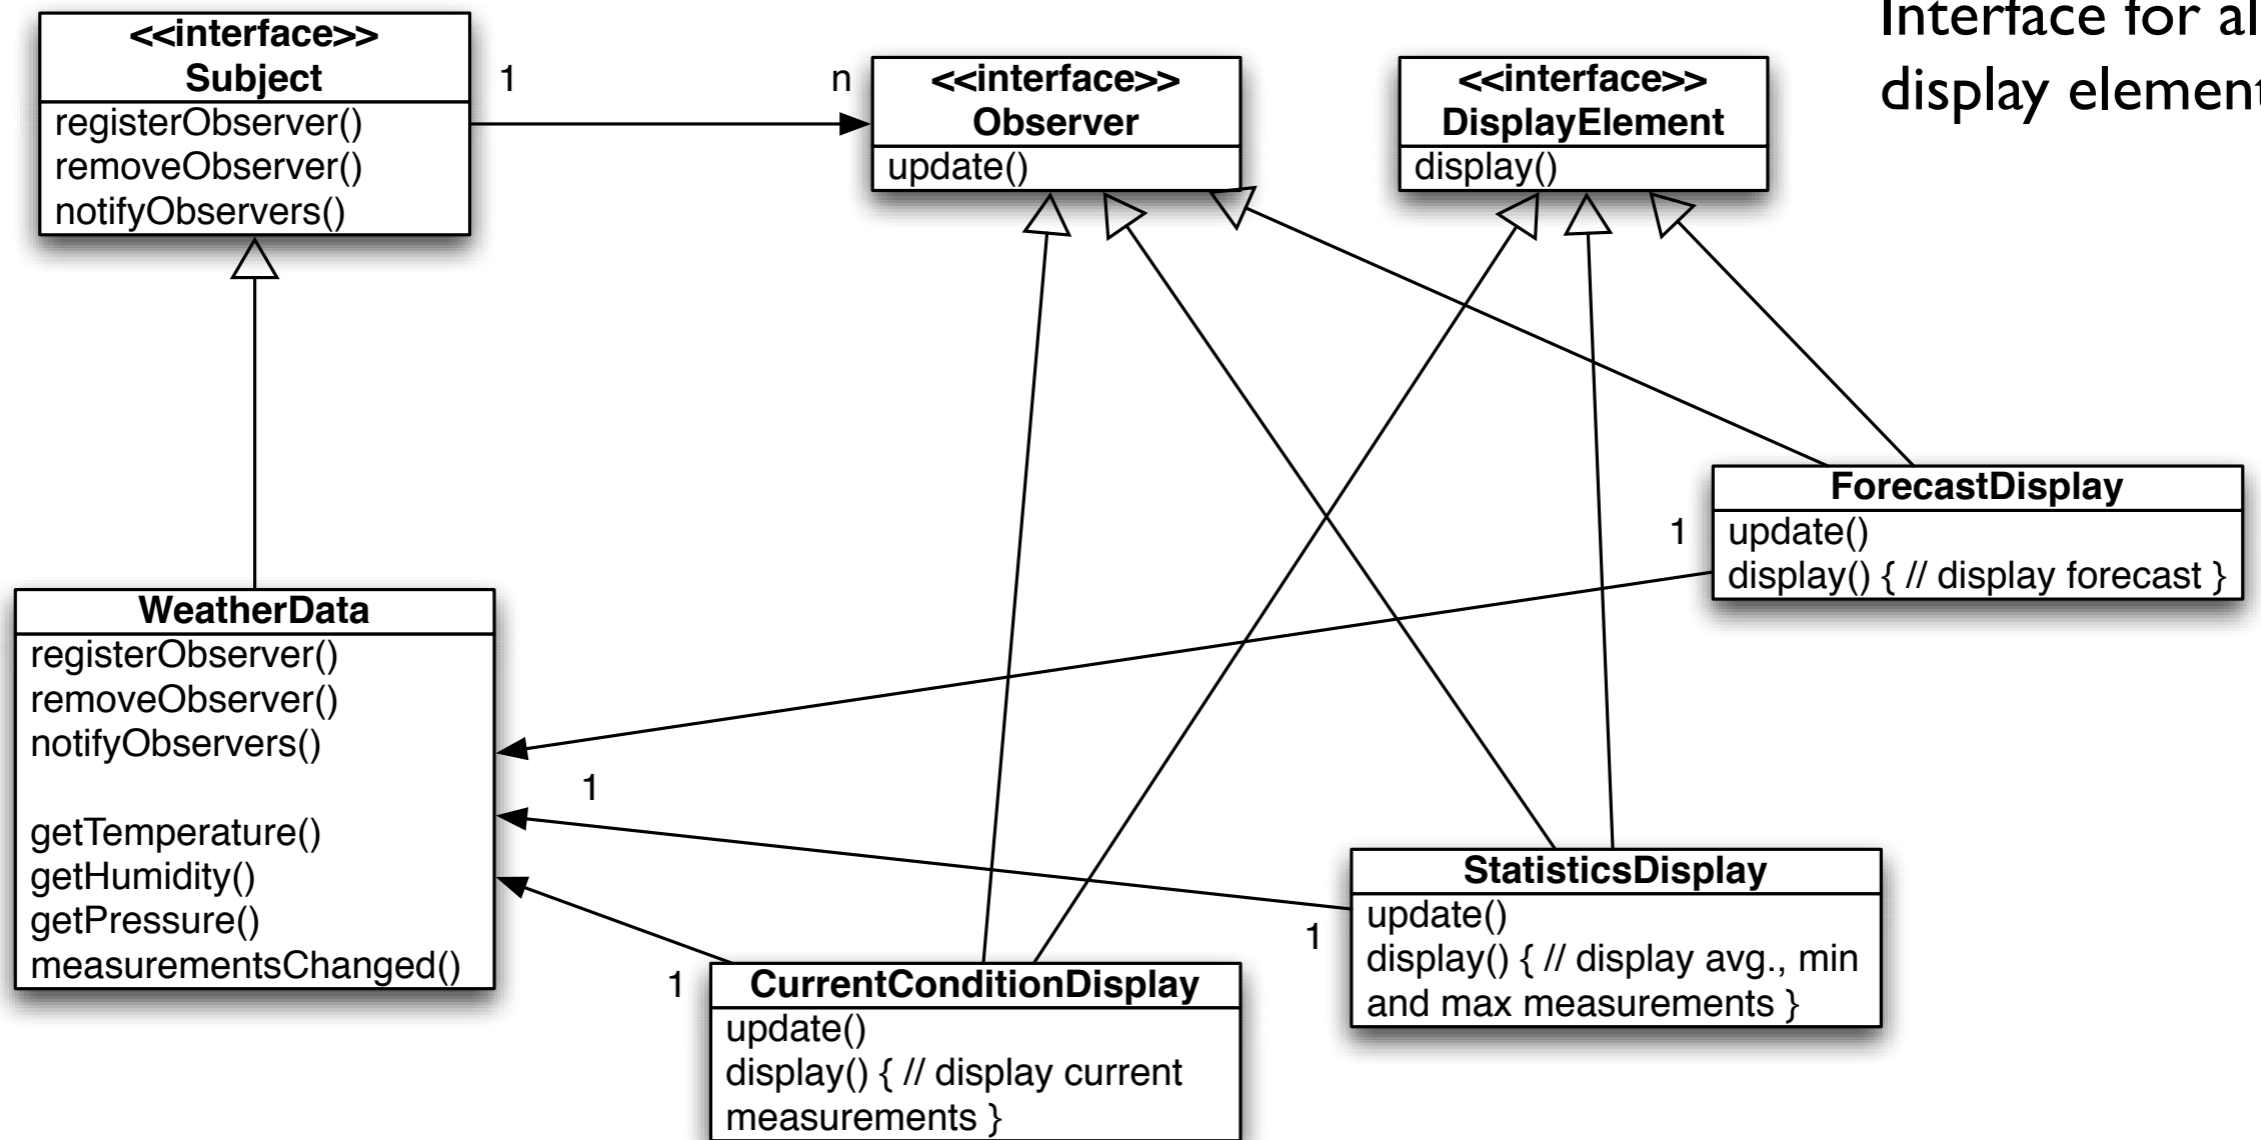 <<interface>>
Subject
registerObserver()
removeObserver()
notifyObservers()
1
n
<<interface>>
Observer
update()
<<interface>>
DisplayElement
display()
Interface for al
display element
ForecastDisplay
1
update()
display() { // display forecast }
WeatherData
registerObserver()
removeObserver()
notifyObservers()
getTemperature()
getHumidity()
getPressure()
measurementsChanged()
1
StatisticsDisplay
1
update()
display() { // display avg., min
and max measurements }
CurrentConditionDisplay
1
update()
display() { // display current
measurements }